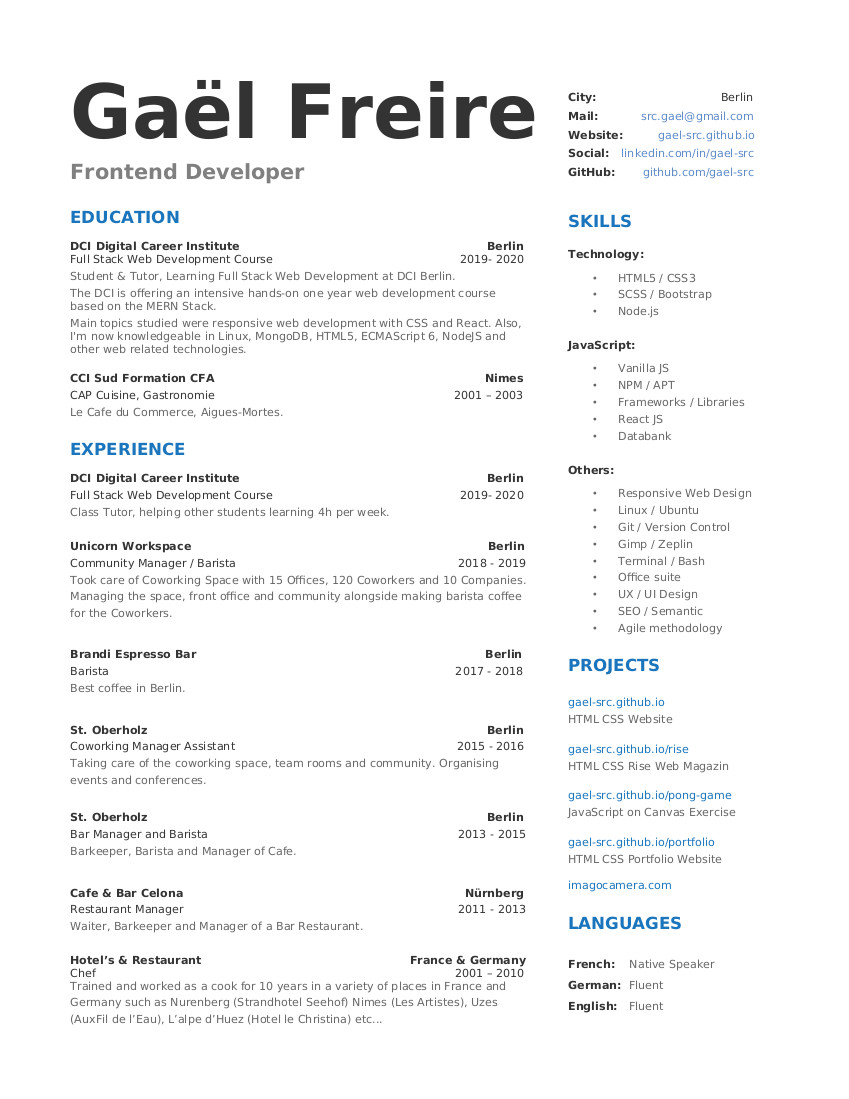 Gaël Freire
Frontend Developer
City: Berlin
Mail: src.gael@gmail.com
Website: gael-src.github.io
Social: linkedin.com/in/gael-src
GitHub: github.com/gael-src
EDUCATION
DCI Digital Career Institute Berlin
Full Stack Web Development Course 2019- 2020
Student & Tutor, Learning Full Stack Web Development at DCI Berlin.
The DCI is offering an intensive hands-on one year web development course
based on the MERN Stack.
Main topics studied were responsive web development with CSS and React. Also,
I'm now knowledgeable in Linux, MongoDB, HTML5, ECMAScript 6, NodeJS and
other web related technologies.
CCI Sud Formation CFA Nimes
CAP Cuisine, Gastronomie 2001 – 2003
Le Cafe du Commerce, Aigues-Mortes.
EXPERIENCE
DCI Digital Career Institute Berlin
Full Stack Web Development Course 2019- 2020
Class Tutor, helping other students learning 4h per week.
Unicorn Workspace Berlin
Community Manager / Barista 2018 - 2019
Took care of Coworking Space with 15 Offices, 120 Coworkers and 10 Companies.
Managing the space, front office and community alongside making barista coffee
for the Coworkers.
Brandi Espresso Bar Berlin
Barista 2017 - 2018
Best coffee in Berlin.
St. Oberholz Berlin
Coworking Manager Assistant 2015 - 2016
Taking care of the coworking space, team rooms and community. Organising
events and conferences.
St. Oberholz Berlin
Bar Manager and Barista 2013 - 2015
Barkeeper, Barista and Manager of Cafe.
Cafe & Bar Celona Nürnberg
Restaurant Manager 2011 - 2013
Waiter, Barkeeper and Manager of a Bar Restaurant.
Hotel’s & Restaurant France & Germany
Chef 2001 – 2010
Trained and worked as a cook for 10 years in a variety of places in France and
Germany such as Nurenberg (Strandhotel Seehof) Nimes (Les Artistes), Uzes
(AuxFil de l’Eau), L’alpe d’Huez (Hotel le Christina) etc...
SKILLS
Technology:
• HTML5 / CSS3
• SCSS / Bootstrap
• Node.js
JavaScript:
• Vanilla JS
• NPM / APT
• Frameworks / Libraries
• React JS
• Databank
Others:
• Responsive Web Design
• Linux / Ubuntu
• Git / Version Control
• Gimp / Zeplin
• Terminal / Bash
• Office suite
• UX / UI Design
• SEO / Semantic
• Agile methodology
PROJECTS
gael-src.github.io
HTML CSS Website
gael-src.github.io/rise
HTML CSS Rise Web Magazin
gael-src.github.io/pong-game
JavaScript on Canvas Exercise
gael-src.github.io/portfolio
HTML CSS Portfolio Website
imagocamera.com
LANGUAGES
French: Native Speaker
German: Fluent
English: Fluent